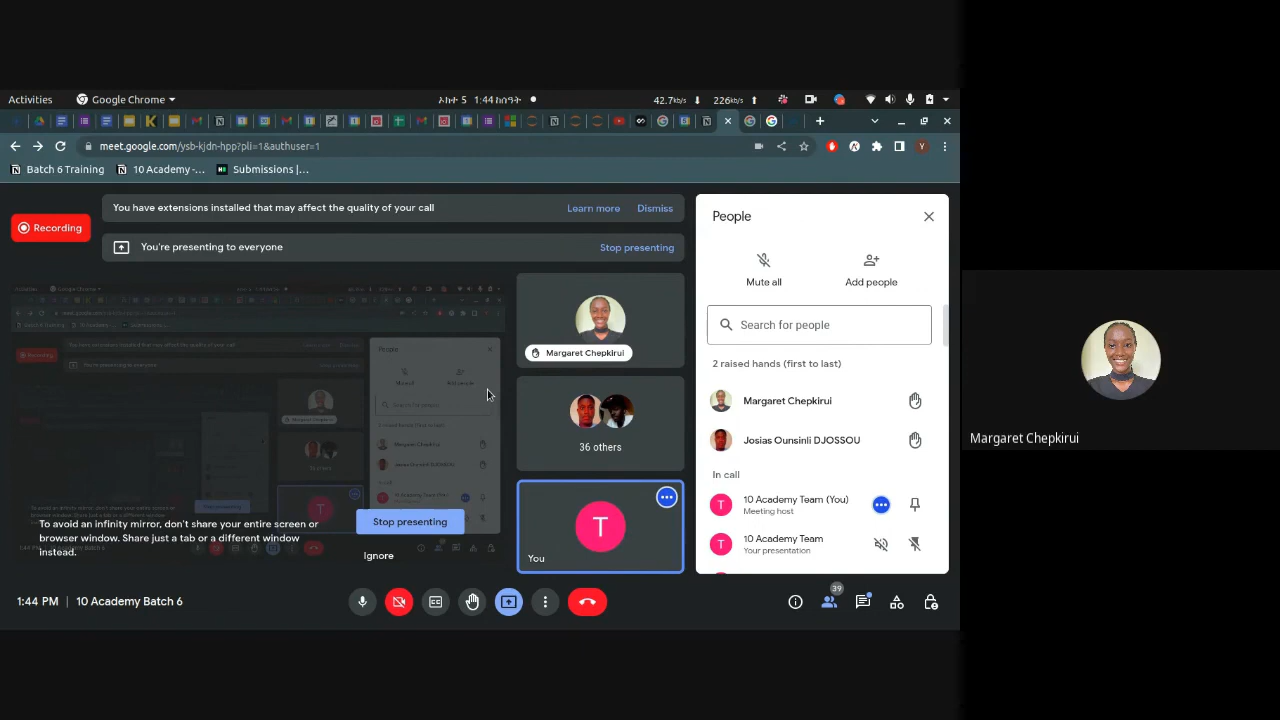 Activities
Google Chrome
እኑት 5 1:44 ከሰዓት
42.7kb/s
226kb/s
meet.google.com/ysb-kjdn-hpp?pli=1&authuser=1
Batch 6 Training
10 Academy -...
Submissions |...
Recording
You have extensions installed that may affect the quality of your call
Learn more
Dismiss
You're presenting to everyone
Stop presenting
To avoid an infinity mirror, don't share your entire screen or
browser window. Share just a tab or a different window
instead.
Stop presenting
Ignore
Margaret Chepkirui
36 others
T
You
People
Mute all
Add people
Search for people
2 raised hands (first to last)
Margaret Chepkirui
Josias Ounsinli DJOSSOU
In call
T
10 Academy Team (You)
Meeting host
T
10 Academy Team
Your presentation
1:44 PM | 10 Academy Batch 6
39
Margaret Chepkirui